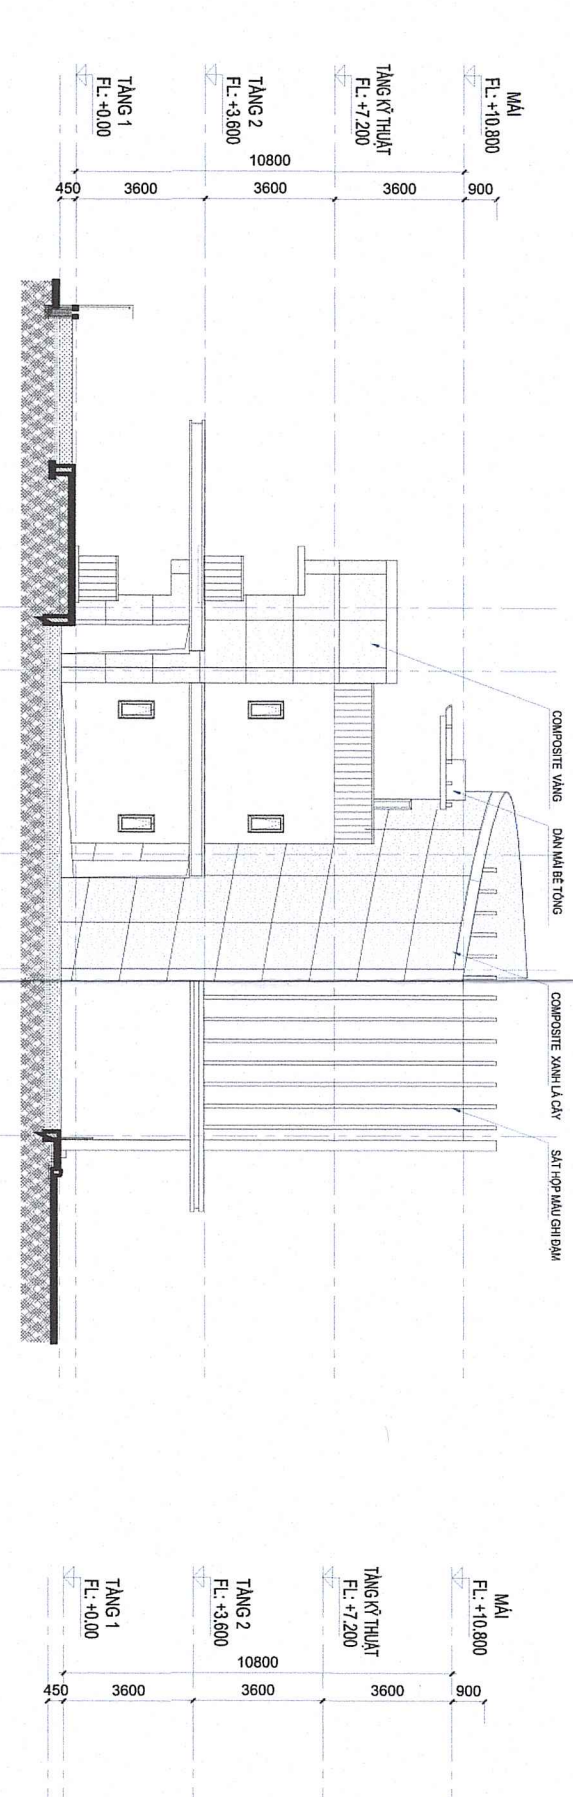 MÁI
FL: +10.800
TẦNG KỸ THUẬT
FL: +7.200
TẦNG 2
FL: +3.600
TẦNG 1
FL: +0.00
10800
450
3600
3600
3600
900
COMPOSITE VÀNG
DÀN MÁI BÊ TÔNG
COMPOSITE XANH LÁ CÂY
SẮT HỘP MÀU GHI ĐẬM
MÁI
FL: +10.800
TẦNG KỸ THUẬT
FL: +7.200
TẦNG 2
FL: +3.600
TẦNG 1
FL: +0.00
10800
450
3600
3600
3600
900